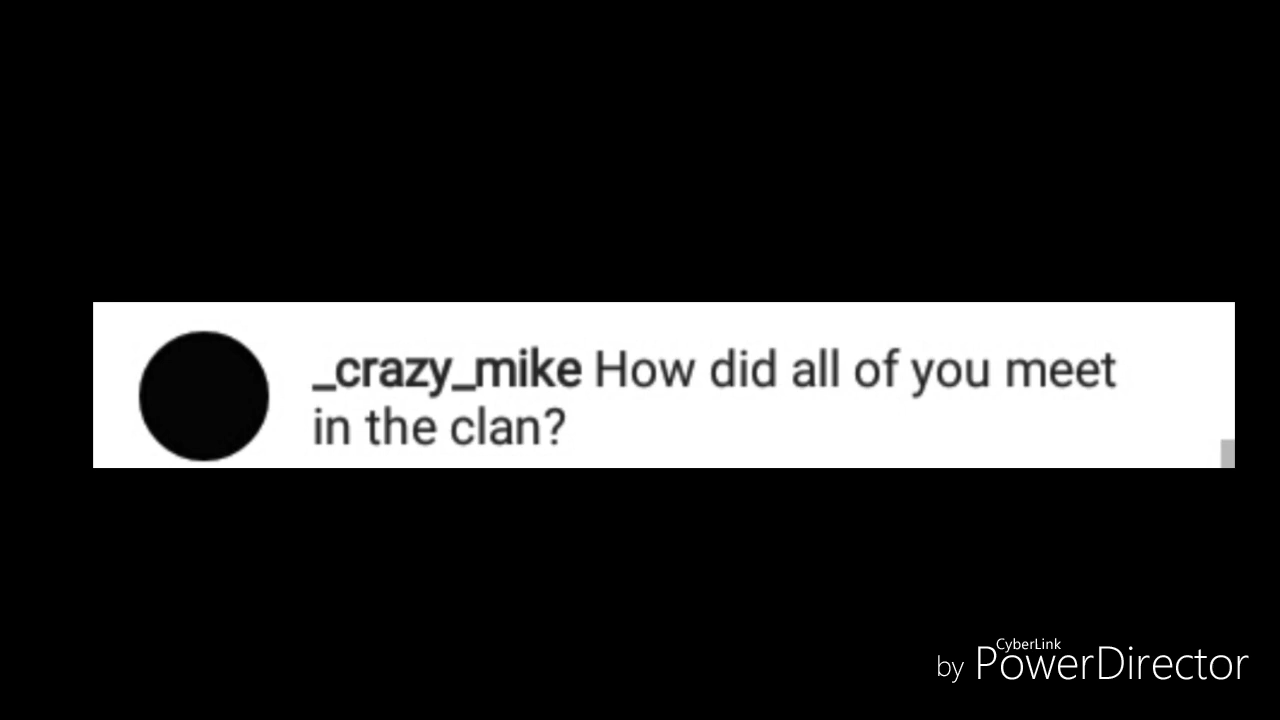 _crazy_mike How did all of you meet
in the clan?
CyberLink
by PowerDirector